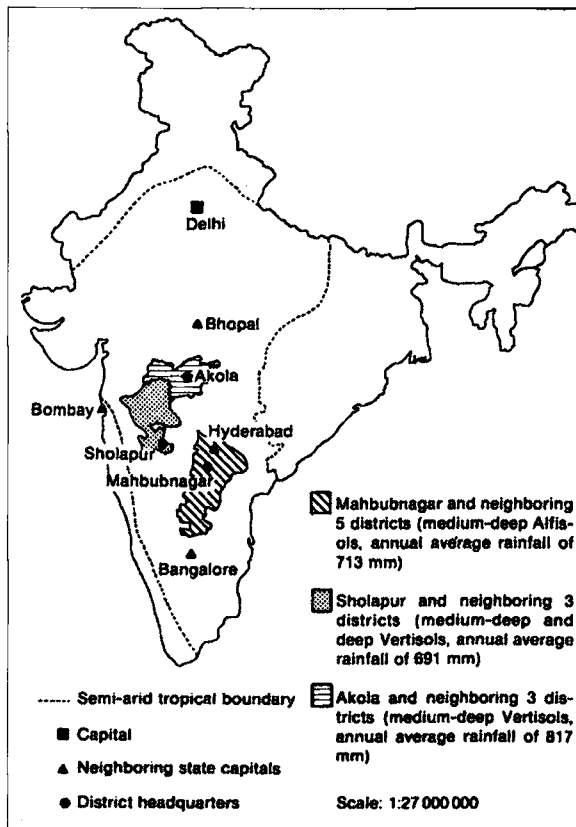 Delhi
Bhopal
Akola
Bombay
Hyderabad
Sholapur
Mahbubnagar
Bangalore
Mahbubnagar and neighboring
5 districts (medium-deep Alfis-
ols, annual average rainfall of
713 mm)
Sholapur and neighboring 3
districts (medium-deep and
deep Vertisols, annual average
rainfall of 691 mm)
Akola and neighboring 3 dis-
tricts (medium-deep Vertisols,
annual average rainfall of 817
mm)
Semi-arid tropical boundary
Capital
Neighboring state capitals
District headquarters
Scale: 1:27 000 000